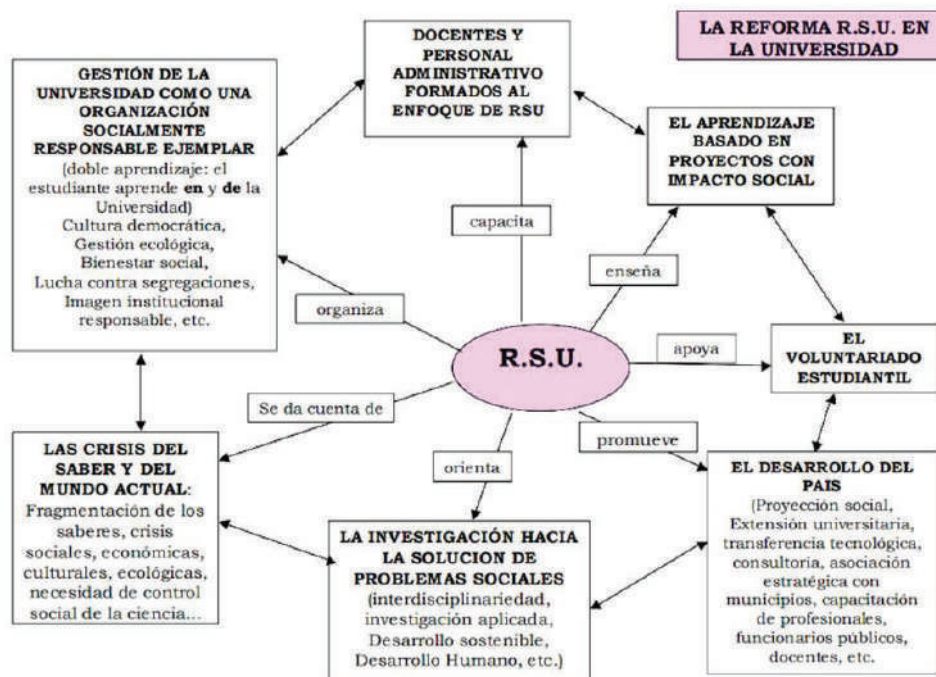 LA REFORMA R.S.U. EN
LA UNIVERSIDAD
DOCENTES Y
PERSONAL
ADMINISTRATIVO
FORMADOS AL
ENFOQUE DE RSU
GESTIÓN DE LA
UNIVERSIDAD COMO UNA
ORGANIZACIÓN
SOCIALMENTE
RESPONSABLE EJEMPLAR
(doble aprendizaje: el
estudiante aprende en y de la
Universidad)
Cultura democrática,
Gestión ecológica,
Bienestar social,
Lucha contra segregaciones,
Imagen institucional
responsable, etc.
EL APRENDIZAJE
BASADO EN
PROYECTOS CON
IMPACTO SOCIAL
capacita
enseña
organiza
R.S.U.
apoya
EL
VOLUNTARIADO
ESTUDIANTIL
Se da cuenta de
promueve
orienta
LAS CRISIS DEL
SABER Y DEL
MUNDO ACTUAL:
Fragmentación de los
saberes, crisis
sociales, económicas,
culturales, ecológicas,
necesidad de control
social de la ciencia...
LA INVESTIGACIÓN HACIA
LA SOLUCION DE
PROBLEMAS SOCIALES
(interdisciplinariedad,
investigación aplicada,
Desarrollo sostenible,
Desarrollo Humano, etc.)
EL DESARROLLO DEL
PAIS
(Proyección social,
Extensión universitaria,
transferencia tecnológica,
consultoría, asociación
estratégica con
municipios, capacitación
de profesionales,
funcionarios públicos,
docentes, etc.